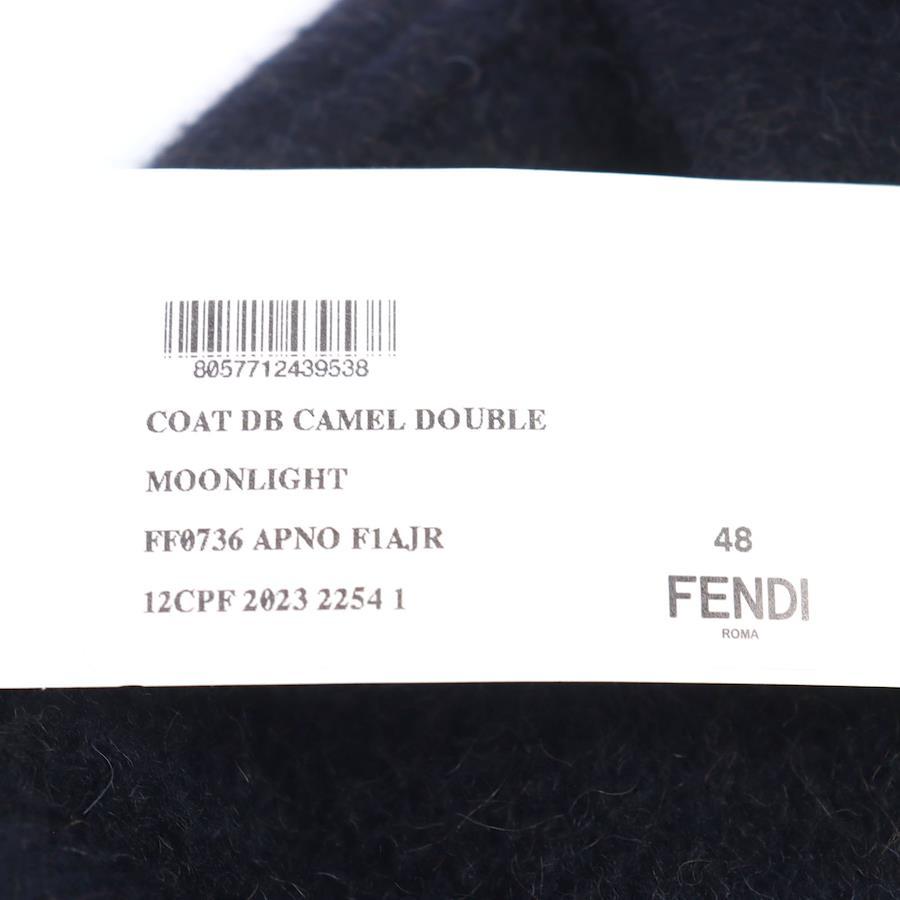 8057712439538
COAT DB CAMEL DOUBLE
MOONLIGHT
FF0736 APNO F1AJR
12CPF 2023 2254 1
48
FENDI
ROMA